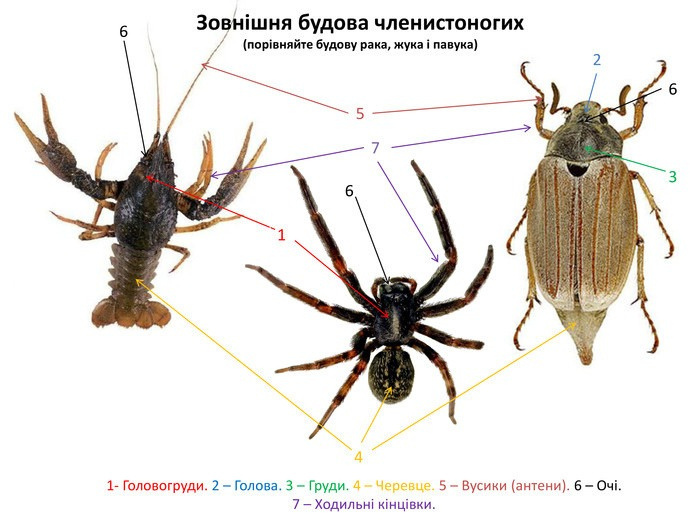 Зовнішня будова членистоногих
(порівняйте будову рака, жука і павука)
6
2
6
5
7
3
6
1
4
1- Головогруди. 2 – Голова. 3 – Груди. 4 – Черевце. 5 – Вусики (антени). 6 – Очі.
7 – Ходильні кінцівки.